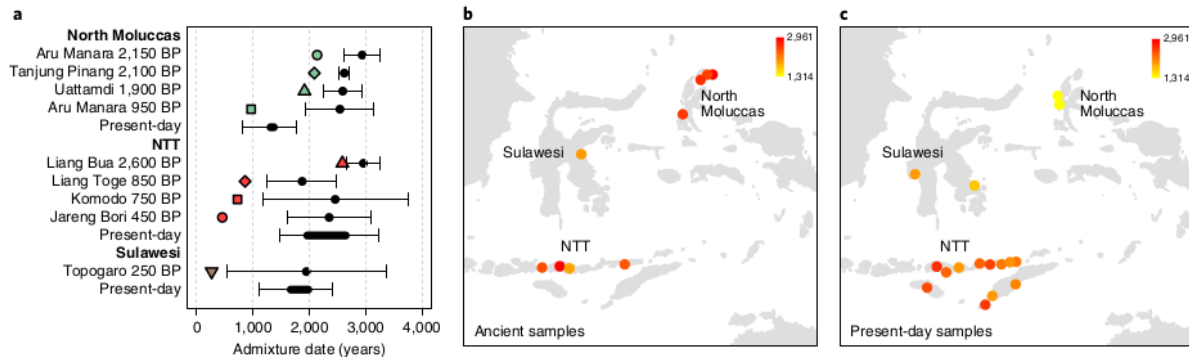 a
North Moluccas
Aru Manara 2,150 BP
Tanjung Pinang 2,100 BP
Uattamdi 1,900 BP
Aru Manara 950 BP
Present-day
NTT
Liang Bua 2,600 BP
Liang Toge 850 BP
Komodo 750 BP
Jareng Bori 450 BP
Present-day
Sulawesi
Topogaro 250 BP
Present-day
0 1,000 2,000 3,000 4,000
Admixture date (years)
b
2,961
1,314
North
Moluccas
Sulawesi
NTT
Ancient samples
c
2,961
1,314
North
Moluccas
Sulawesi
NTT
Present-day samples